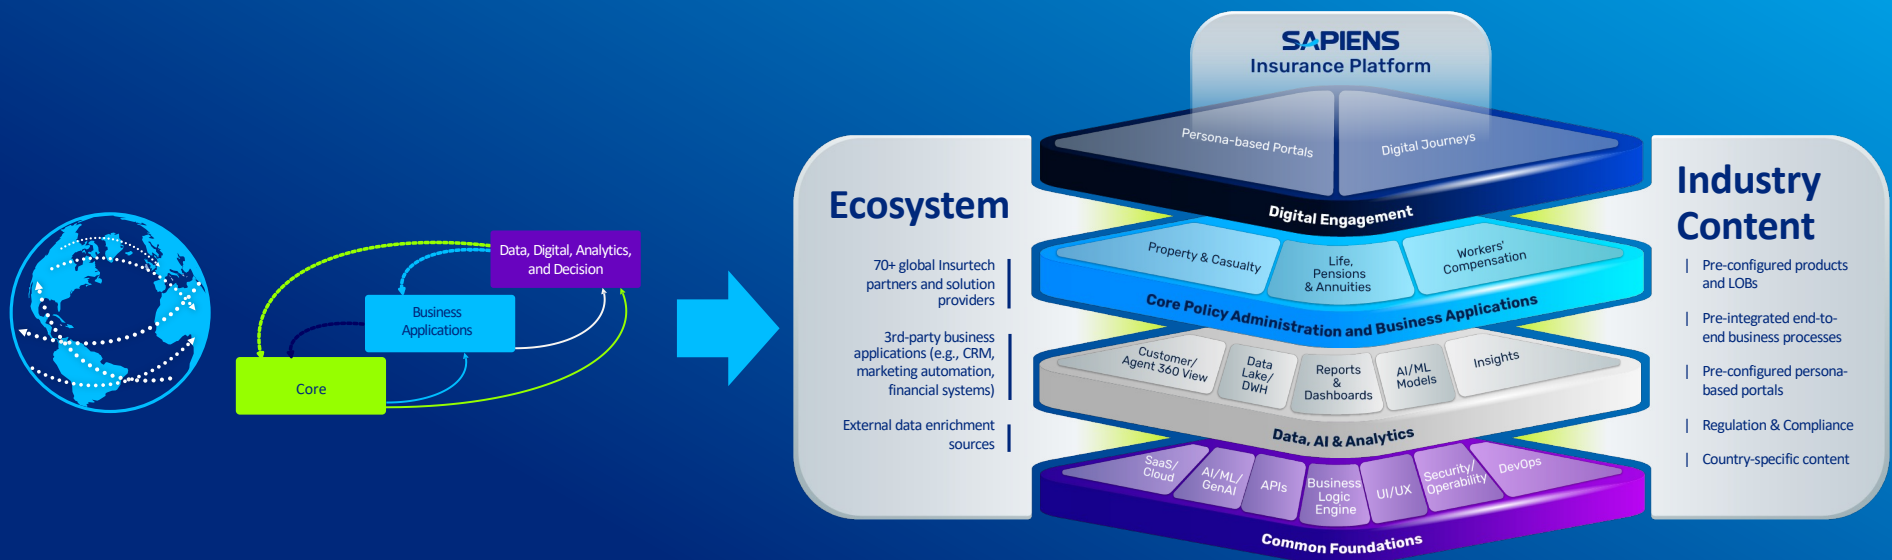 Data, Digital, Analytics,
and Decision
Business
Applications
Core
SAPIENS
Insurance Platform
Ecosystem
70+ global Insurtech
partners and solution
providers
3rd-party business
applications (e.g., CRM,
marketing automation,
financial systems)
External data enrichment
sources
Persona-based Portals
Digital Journeys
Digital Engagement
Property & Casualty
Life,
Pensions
& Annuities
Workers'
Compensation
Core Policy Administration and Business Applications
Customer/
Agent 360 View
Data
Lake/
DWH
Reports
&
Dashboards
AI/ML
Models
Insights
Data, AI & Analytics
SaaS/
Cloud
AI/ML/
GenAI
APIs
Business
Logic
Engine
UI/UX
Security/
Operability
DevOps
Common Foundations
Industry
Content
Pre-configured products
and LOBs
Pre-integrated end-to-
end business processes
Pre-configured persona-
based portals
Regulation & Compliance
Country-specific content